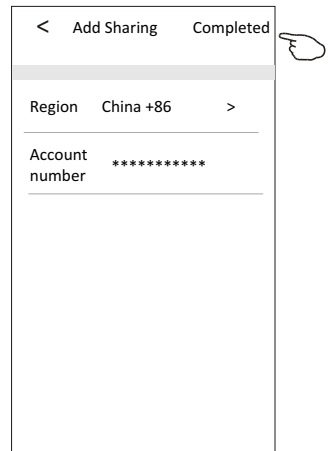 < Add Sharing Completed
Region China +86 >
Account
number ***********